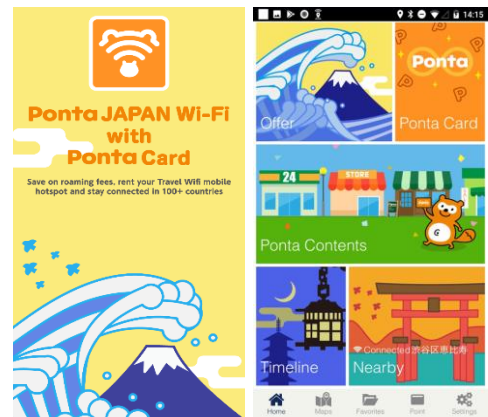 Ponta JAPAN Wi-Fi
with
Ponta Card
Save on roaming fees, rent your Travel Wifi mobile
hotspot and stay connected in 100+ countries
14:15
Ponta
Offer
Ponta Card
24
STORE
Ponta Contents
Connected 渋谷区恵比寿
Timeline
Nearby
Home
Maps
Favorites
Point
Settings